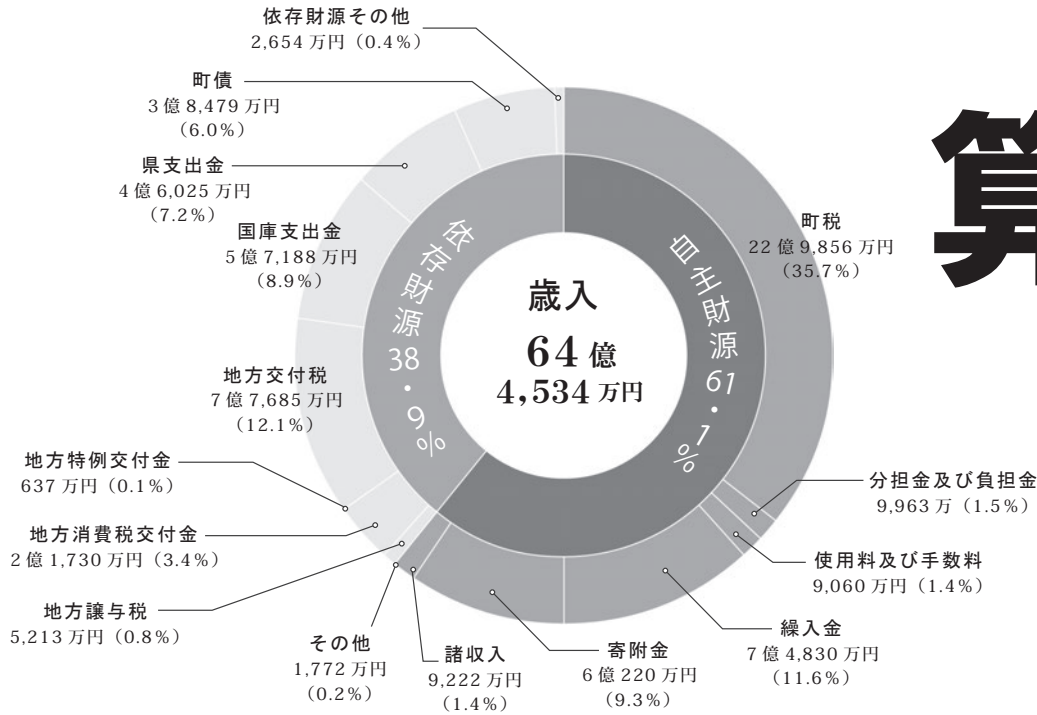 依存財源その他
2,654 万円（0.4%）
町債
3 億 8,479 万円
（6.0%）
県支出金
4 億 6,025 万円
（7.2%）
国庫支出金
5 億 7,188 万円
（8.9%）
地方交付税
7 億 7,685 万円
（12.1%）
地方特例交付金
637 万円（0.1%）
地方消費税交付金
2 億 1,730 万円（3.4%）
地方譲与税
5,213 万円（0.8%）
その他
1,772 万円
（0.2%）
諸収入
9,222 万円
（1.4%）
寄附金
6 億 220 万円
（9.3%）
繰入金
7 億 4,830 万円
（11.6%）
使用料及び手数料
9,060 万円（1.4%）
分担金及び負担金
9,963 万（1.5%）
町税
22 億 9,856 万円
（35.7%）
依存財源38・9%
自主財源61・1%
歳入
64 億
4,534 万円
算